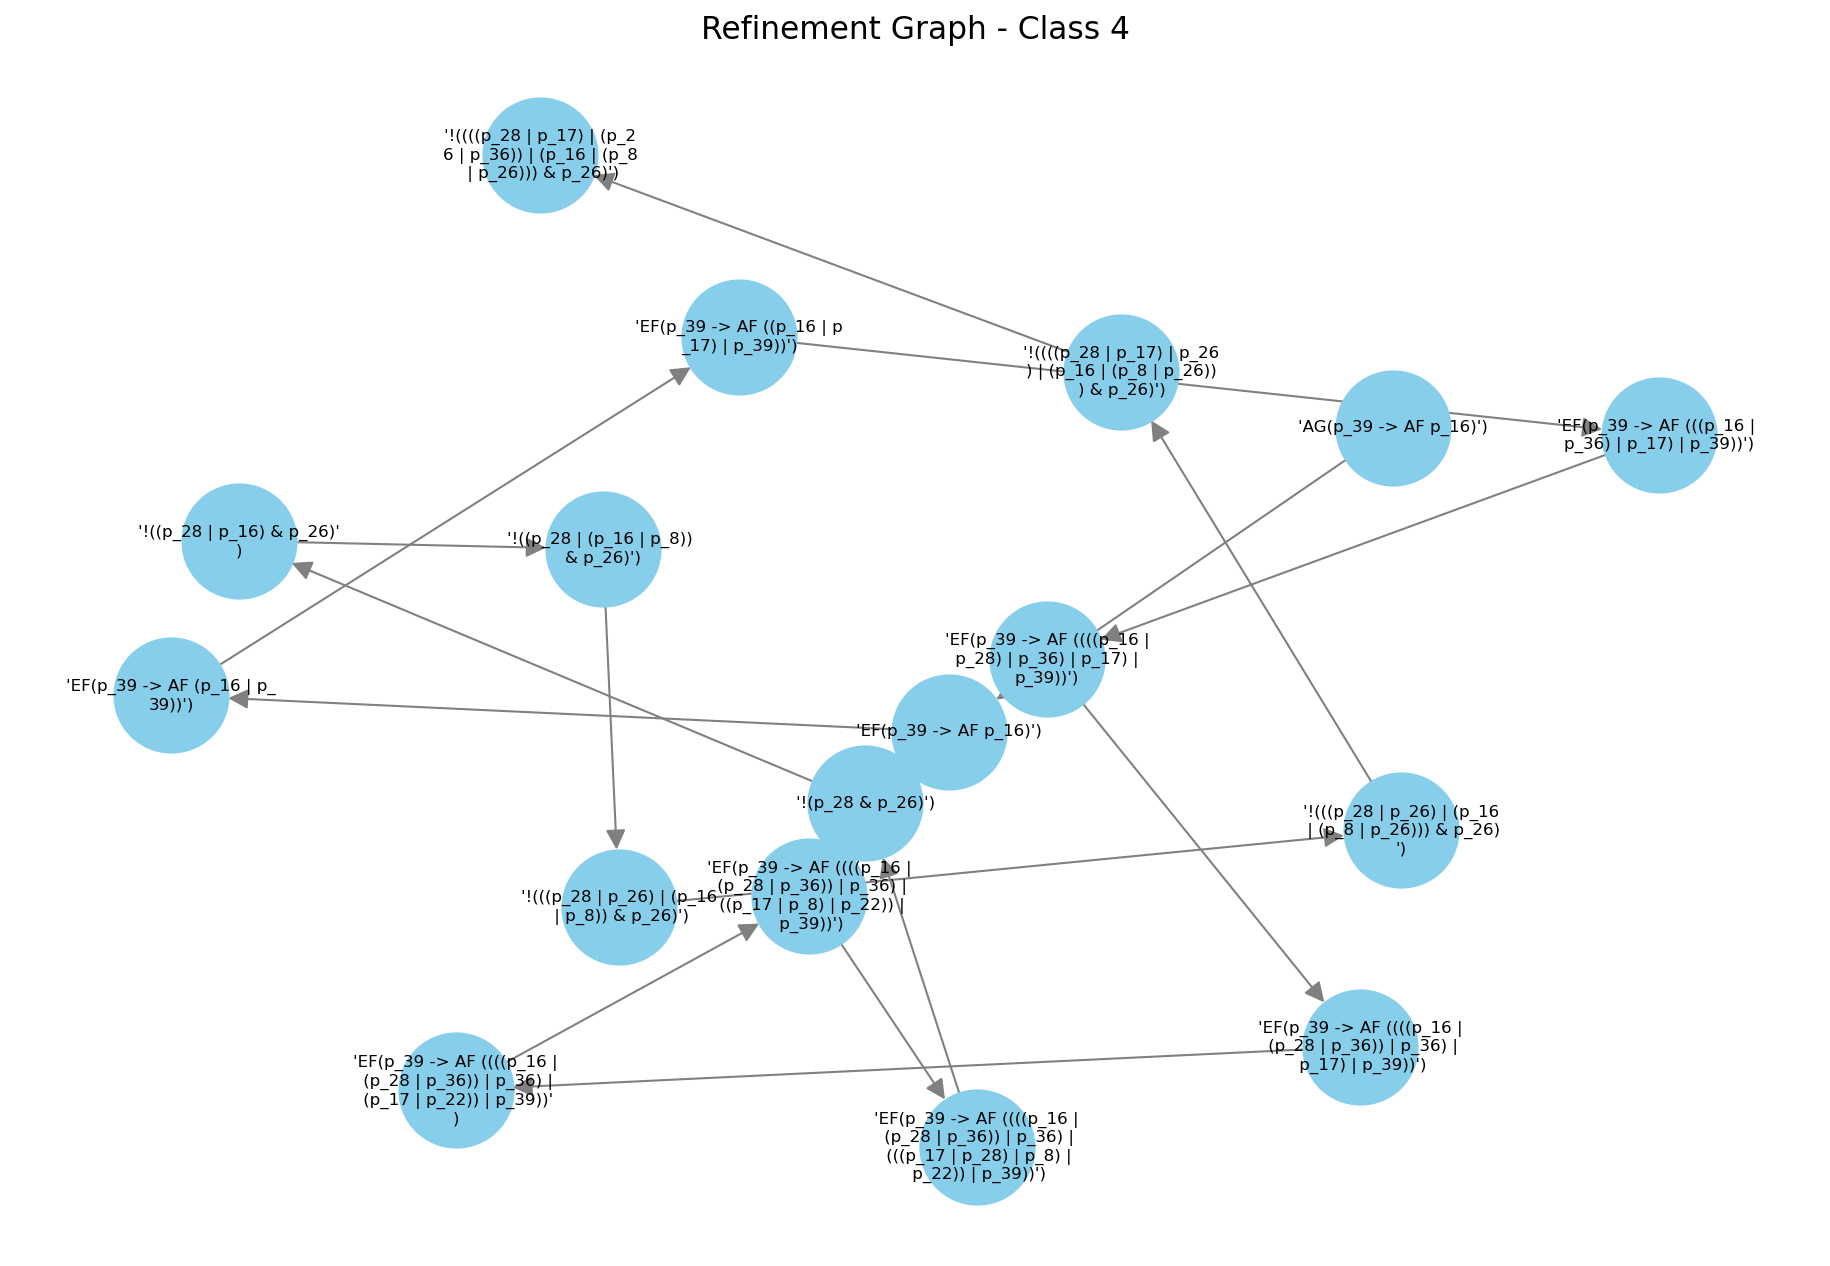 Refinement Graph - Class 4
'!((((p_28 | p_17) | (p_2
6 | p_36)) | (p_16 | (p_8
| p_26))) & p_26)')
'EF(p_39 -> AF ((p_16 | p
_17) | p_39))')
'!((((p_28 | p_17) | p_26
) | (p_16 | (p_8 | p_26))
) & p_26)')
'AG(p_39 -> AF p_16)')
'EF(p_39 -> AF (((p_16 |
p_36) | p_17) | p_39))')
'!((p_28 | p_16) & p_26)'
)
'!((p_28 | (p_16 | p_8))
& p_26)')
'EF(p_39 -> AF ((((p_16 |
p_28) | p_36) | p_17) |
p_39))')
'EF(p_39 -> AF (p_16 | p_
39))')
'EF(p_39 -> AF p_16)')
'!(p_28 & p_26)')
'!(((p_28 | p_26) | (p_16
| (p_8 | p_26))) & p_26)
')
'!(((p_28 | p_26) | (p_16
| p_8)) & p_26)')
'EF(p_39 -> AF ((((p_16 |
(p_28 | p_36)) | p_36) |
((p_17 | p_8) | p_22)) |
p_39))')
'EF(p_39 -> AF ((((p_16 |
(p_28 | p_36)) | p_36) |
p_17) | p_39))')
'EF(p_39 -> AF ((((p_16 |
(p_28 | p_36)) | p_36) |
(p_17 | p_22)) | p_39))'
)
'EF(p_39 -> AF ((((p_16 |
(p_28 | p_36)) | p_36) |
(((p_17 | p_28) | p_8) |
p_22)) | p_39))')